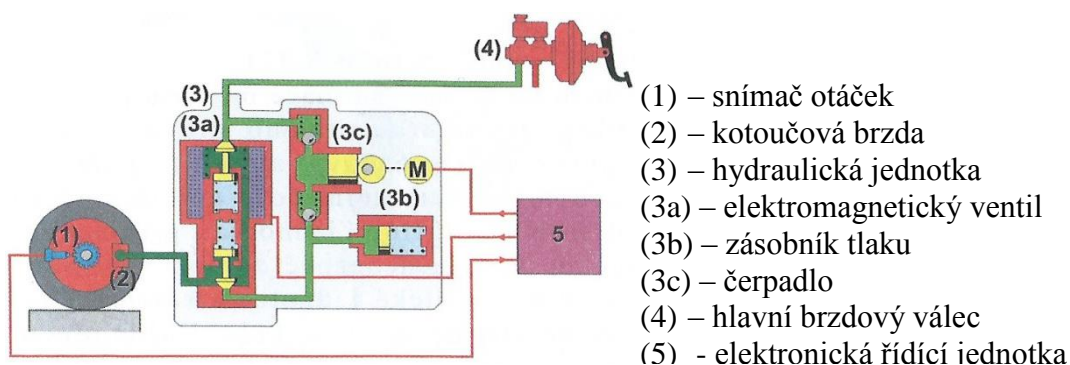 (4)
(3)
(3a)
(3c)
M
(3b)
(1)
(2)
5
(1) – snímač otáček
(2) – kotoučová brzda
(3) – hydraulická jednotka
(3a) – elektromagnetický ventil
(3b) – zásobník tlaku
(3c) – čerpadlo
(4) – hlavní brzdový válec
(5) - elektronická řídící jednotka